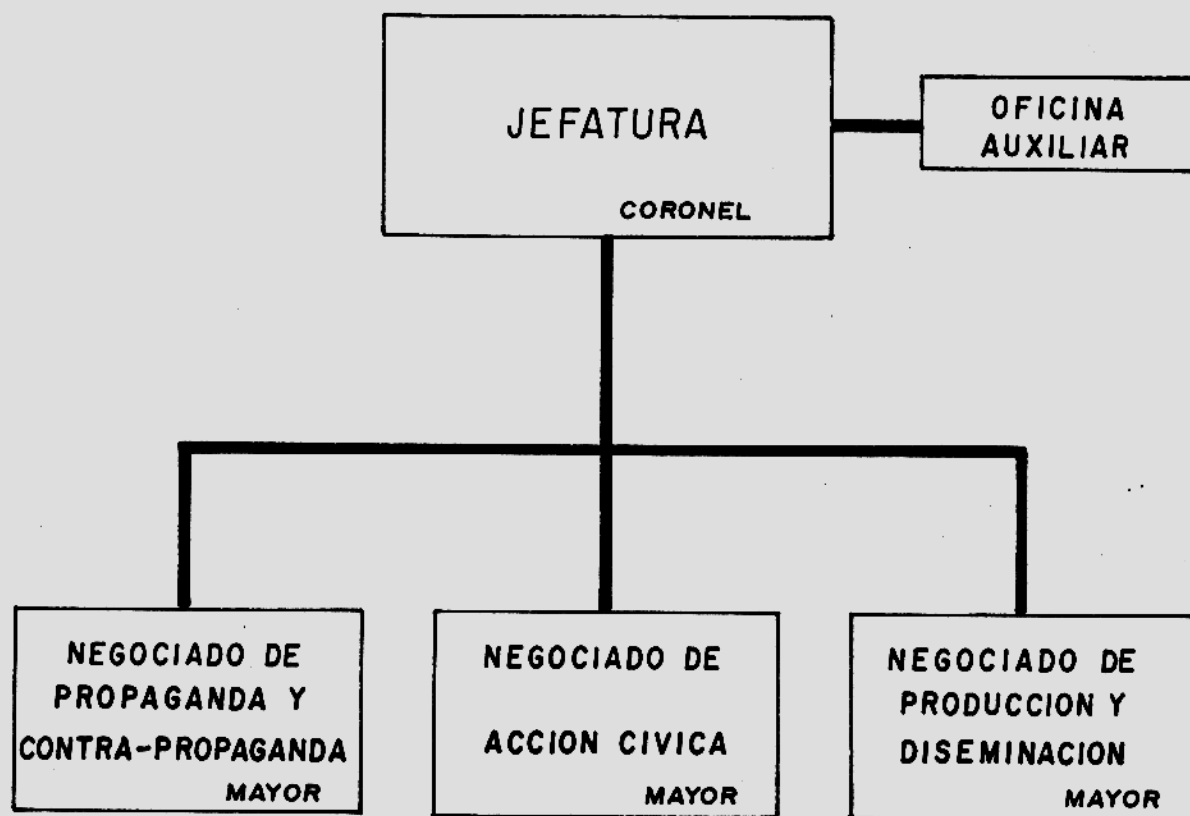 JEFATURA
CORONEL
OFICINA
AUXILIAR
NEGOCIADO DE
PROPAGANDA Y
CONTRA-PROPAGANDA
MAYOR
NEGOCIADO DE
ACCION CIVICA
MAYOR
NEGOCIADO DE
PRODUCCION Y
DISEMINACION
MAYOR